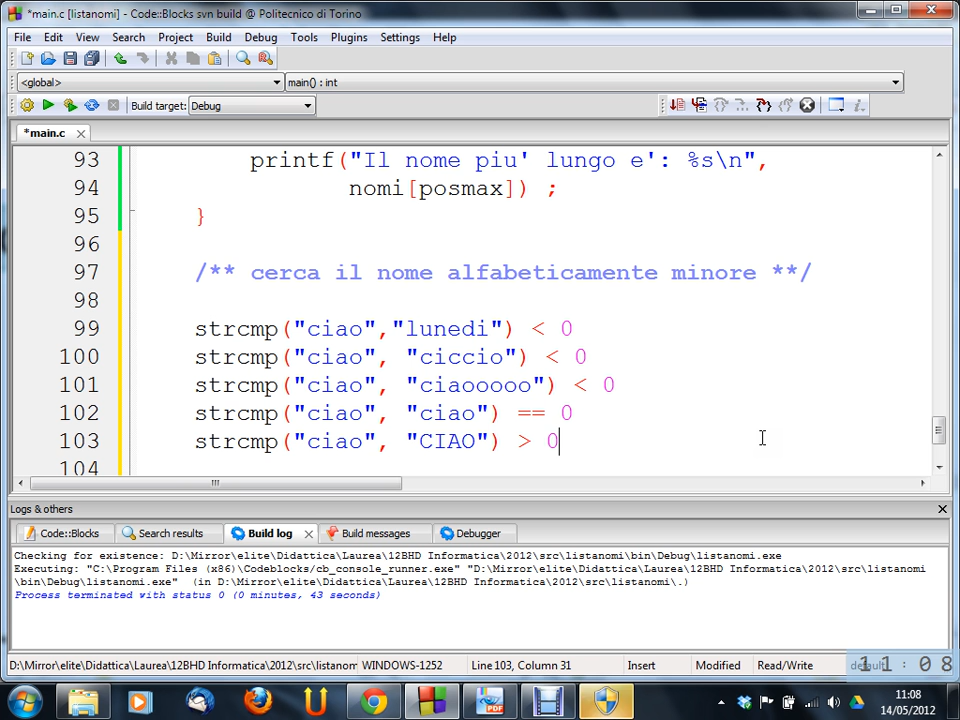 *main.c [listanomi] - Code::Blocks svn build @ Politecnico di Torino
File Edit View Search Project Build Debug Tools Plugins Settings Help
<global> main() : int
Build target: Debug
*main.c
93 printf("Il nome piu' lungo e': %s\n",
94 nomi[posmax]) ;
95 }
96
97 /** cerca il nome alfabeticamente minore **/
98
99 strcmp("ciao","lunedi") < 0
100 strcmp("ciao", "ciccio") < 0
101 strcmp("ciao", "ciaooooo") < 0
102 strcmp("ciao", "ciao") == 0
103 strcmp("ciao", "CIAO") > 0
104
Logs & others
Code::Blocks Search results Build log Build messages Debugger
Checking for existence: D:\Mirror\elite\Didattica\Laurea\12BHD Informatica\2012\src\listanomi\bin\Debug\listanomi.exe
Executing: "C:\Program Files (x86)\Codeblocks/cb_console_runner.exe" "D:\Mirror\elite\Didattica\Laurea\12BHD Informatica\2012\src\listanomi
\bin\Debug\listanomi.exe" (in D:\Mirror\elite\Didattica\Laurea\12BHD Informatica\2012\src\listanomi\.)
Process terminated with status 0 (0 minutes, 43 seconds)
D:\Mirror\elite\Didattica\Laurea\12BHD Informatica\2012\src\listanom WINDOWS-1252 Line 103, Column 31 Insert Modified Read/Write default
11:08
11:08
14/05/2012